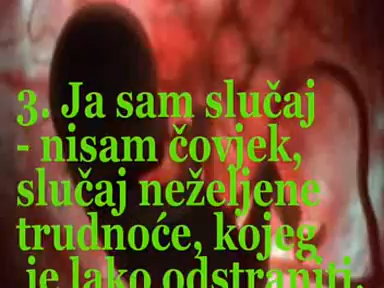 3. Ja sam slučaj
- nisam čovjek,
slučaj neželjene
trudnoće, kojeg
je lako odstraniti.